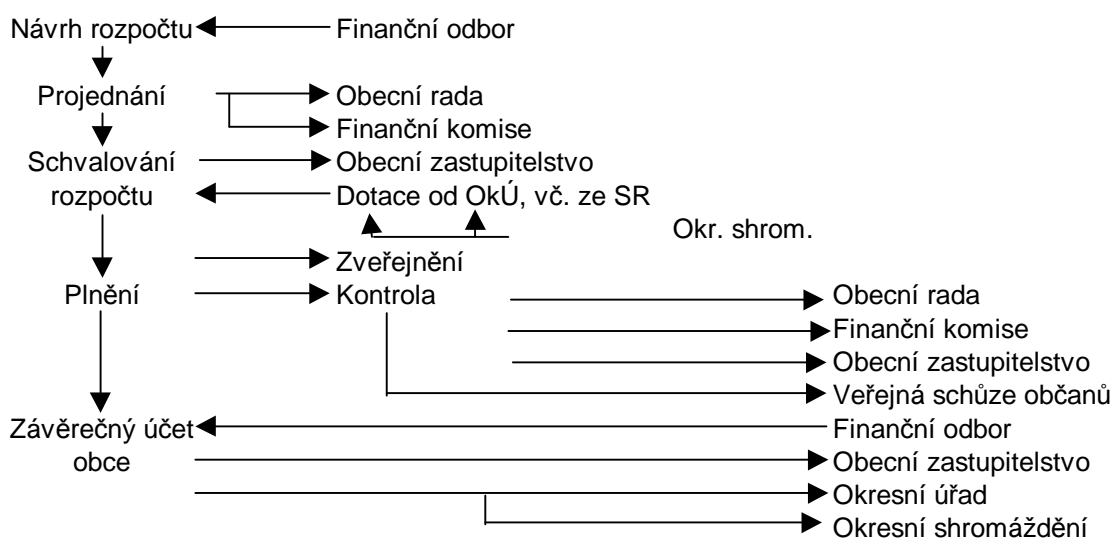 Návrh rozpočtu Finanční odbor
Projednání Obecní rada
Finanční komise
Schvalování Obecní zastupitelstvo
rozpočtu Dotace od OkÚ, vč. ze SR
Okr. shrom.
Zveřejnění
Plnění Kontrola Obecní rada
Finanční komise
Obecní zastupitelstvo
Veřejná schůze občanů
Závěrečný účet Finanční odbor
obce Obecní zastupitelstvo
Okresní úřad
Okresní shromáždění